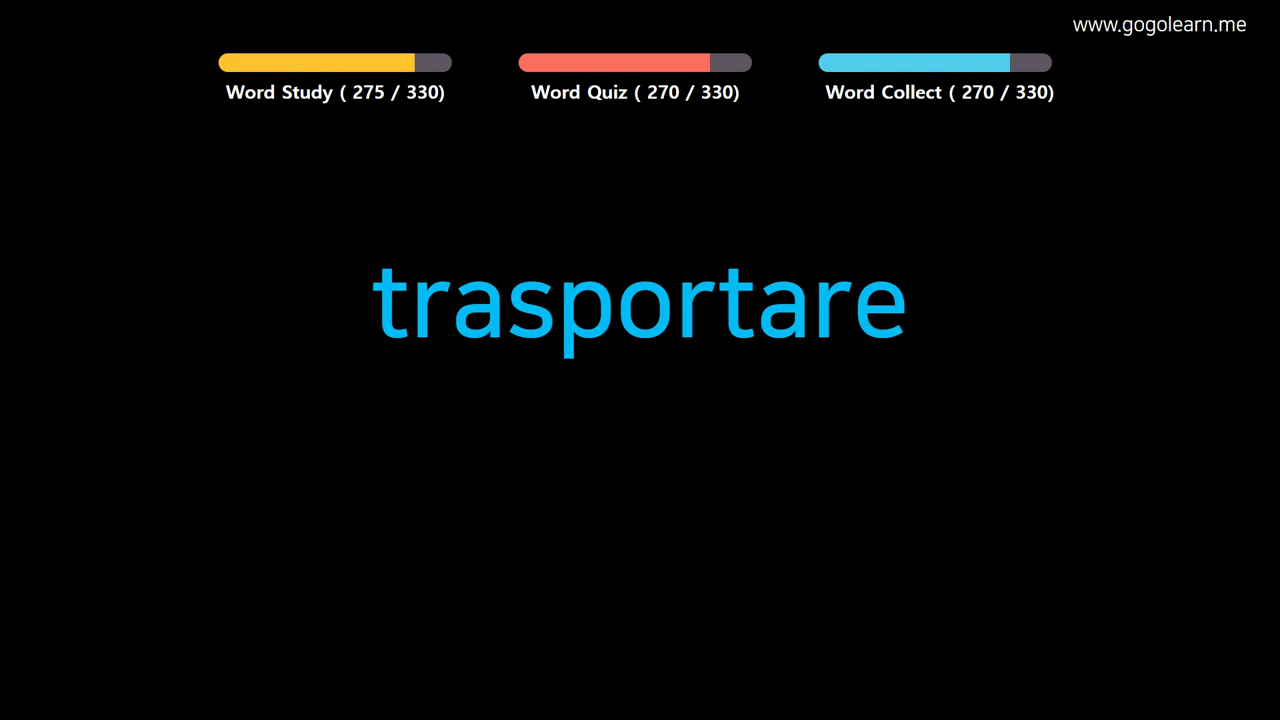 www.gogolearn.me
Word Study ( 275 / 330)
Word Quiz ( 270 / 330)
Word Collect ( 270 / 330)
trasportare